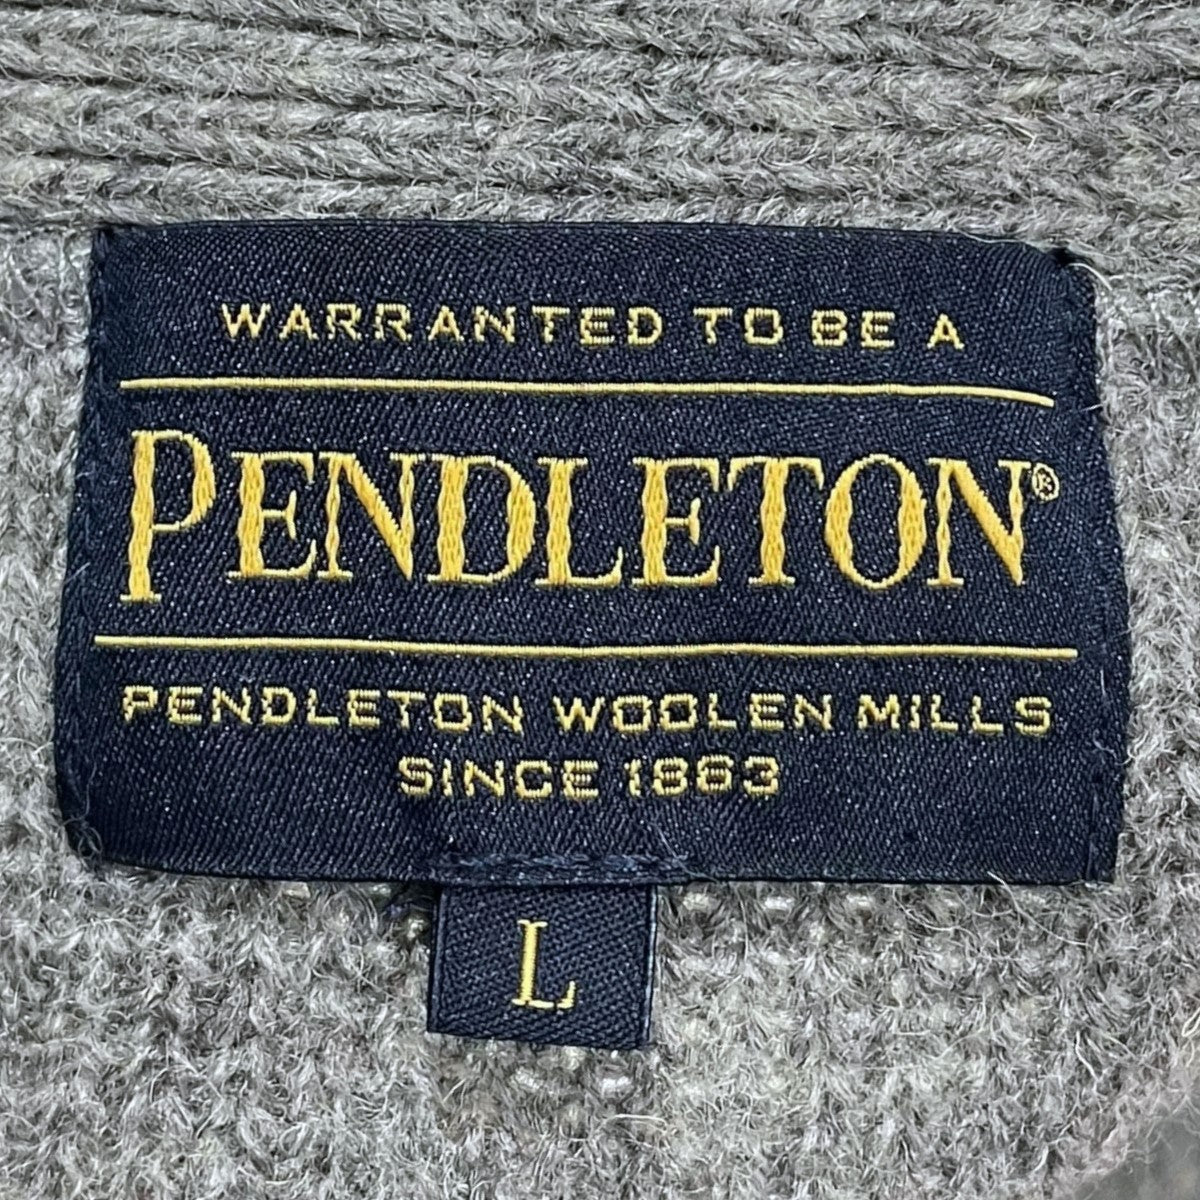 WARRANTED TO BE A
PENDLETON®
PENDLETON WOOLEN MILLS
SINCE 1863
L